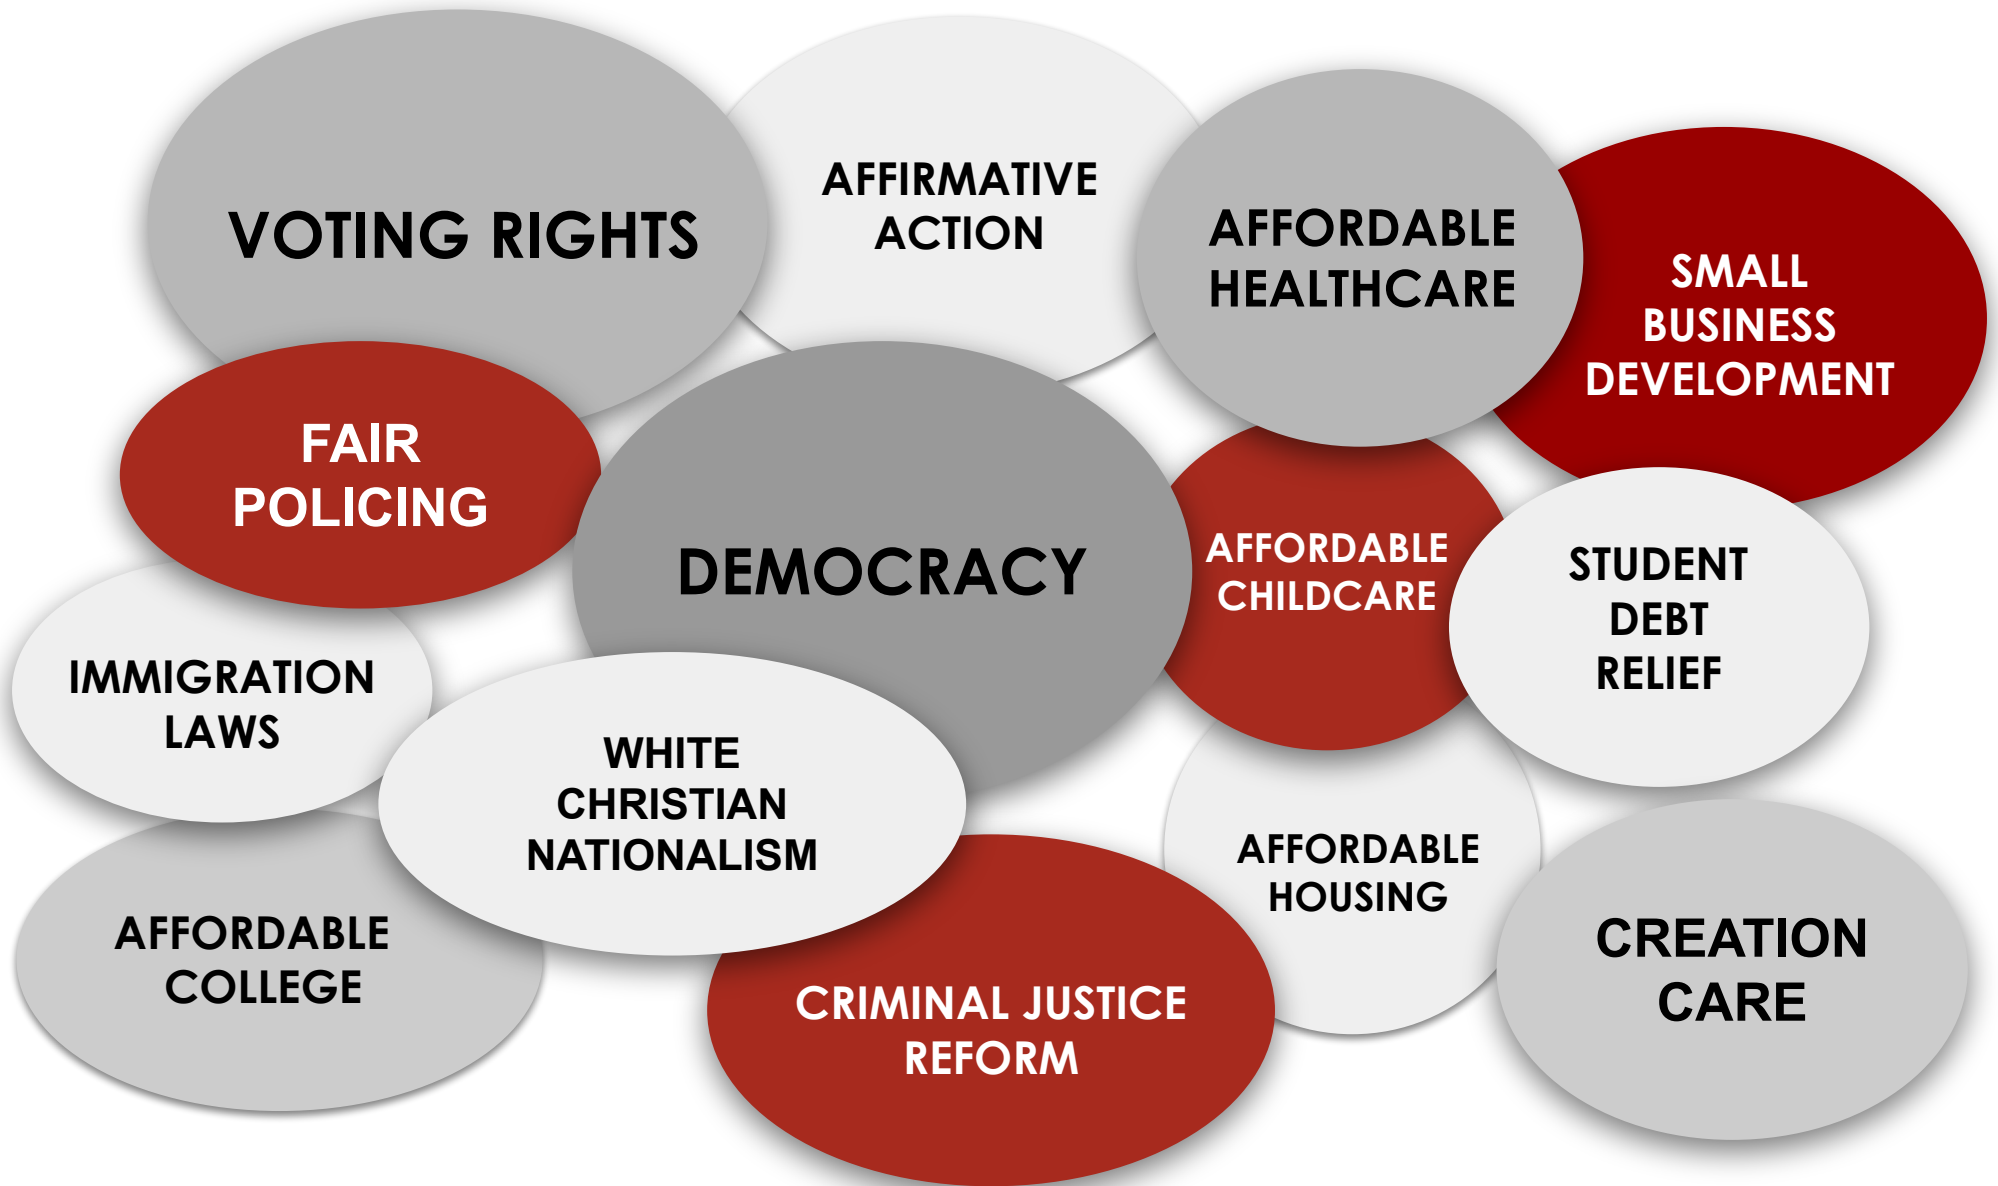 VOTING RIGHTS
AFFIRMATIVE
ACTION
AFFORDABLE
HEALTHCARE
SMALL
BUSINESS
DEVELOPMENT
FAIR
POLICING
DEMOCRACY
AFFORDABLE
CHILDCARE
STUDENT
DEBT
RELIEF
IMMIGRATION
LAWS
WHITE
CHRISTIAN
NATIONALISM
AFFORDABLE
HOUSING
AFFORDABLE
COLLEGE
CRIMINAL JUSTICE
REFORM
CREATION
CARE